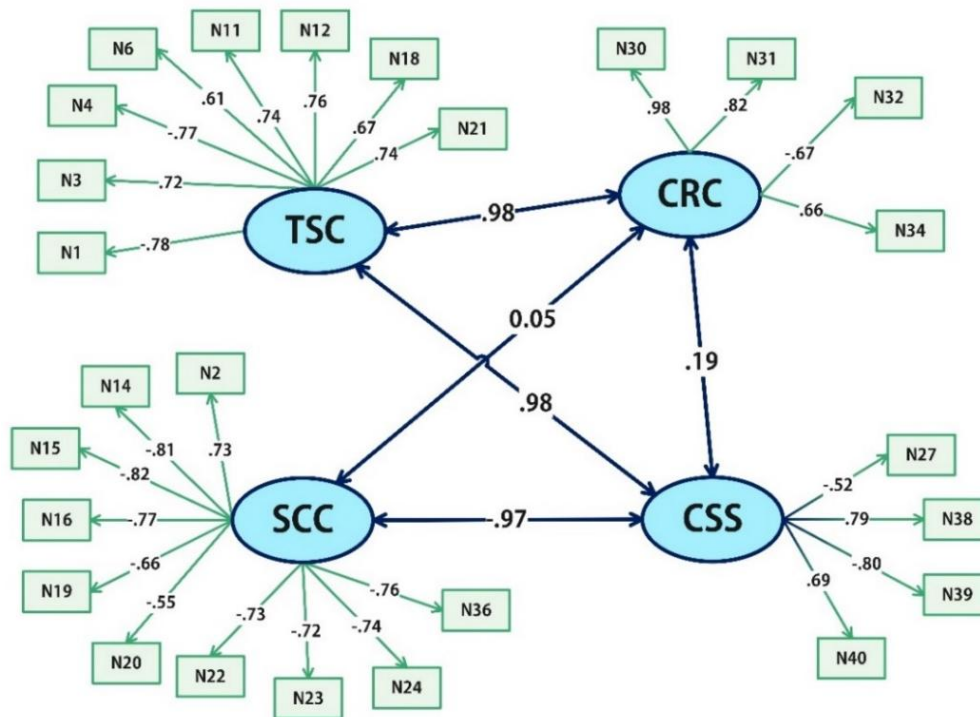 N11
N12
N6
N18
N30
N31
N4
N21
N32
N3
N1
N34
.61
.74
.76
.67
.74
-.77
.72
-.78
.98
.82
-.67
.66
TSC
CRC
.98
0.05
.19
.98
N14
N2
N15
N16
N19
N20
N22
N23
N24
N36
-.81
.73
-.82
-.77
-.66
-.55
-.73
-.72
-.74
-.76
SCC
-.97
CSS
N27
N38
N39
N40
-.52
.79
-.80
.69